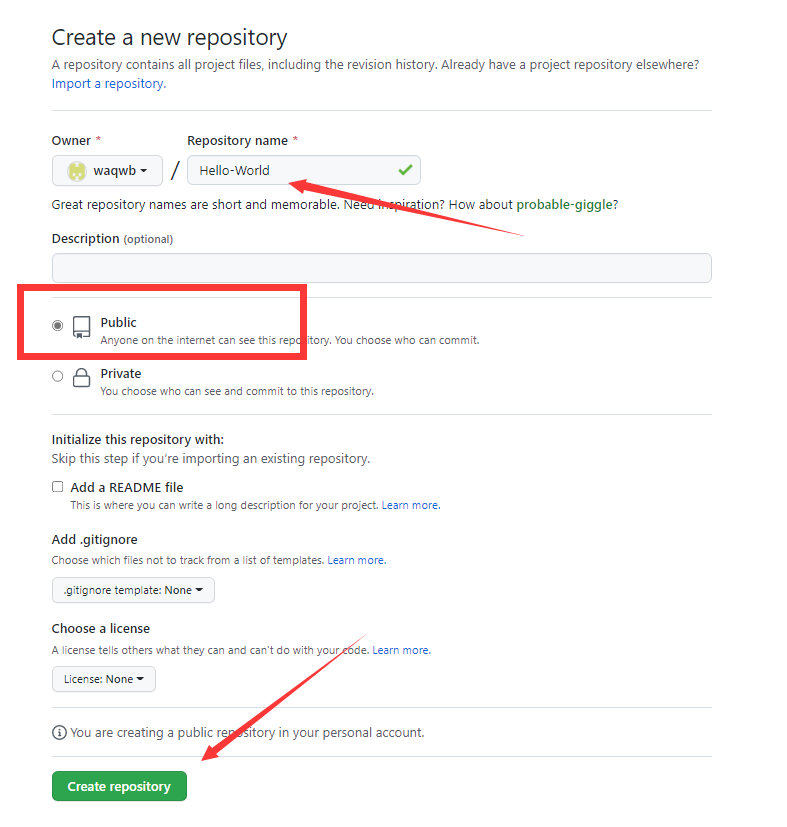 Create a new repository
A repository contains all project files, including the revision history. Already have a project repository elsewhere?
Import a repository.
Owner * Repository name *
waqwb / Hello-World
Great repository names are short and memorable. Need inspiration? How about probable-giggle?
Description (optional)
Public
Anyone on the internet can see this repository. You choose who can commit.
Private
You choose who can see and commit to this repository.
Initialize this repository with:
Skip this step if you're importing an existing repository.
Add a README file
This is where you can write a long description for your project. Learn more.
Add .gitignore
Choose which files not to track from a list of templates. Learn more.
.gitignore template: None
Choose a license
A license tells others what they can and can't do with your code. Learn more.
License: None
You are creating a public repository in your personal account.
Create repository